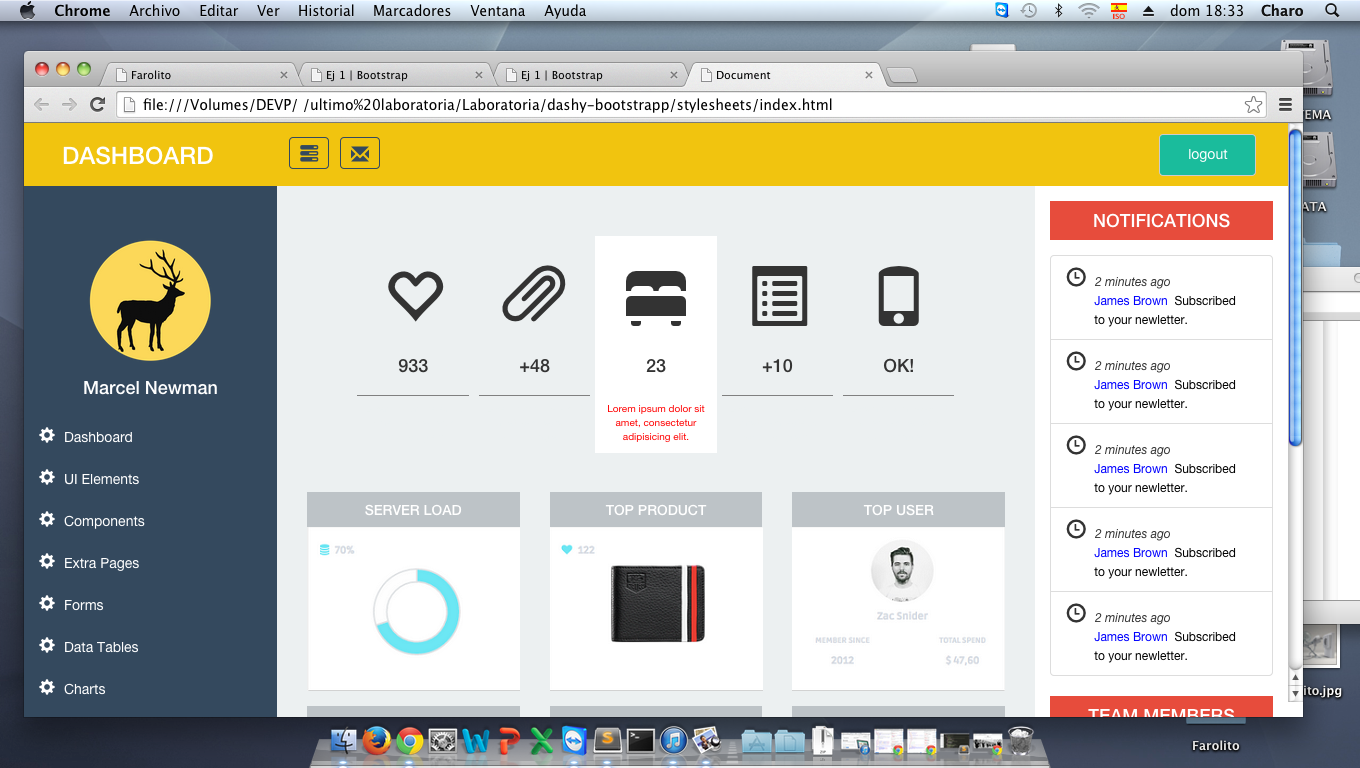 Chrome Archivo Editar Ver Historial Marcadores Ventana Ayuda ISO dom 18:33 Charo
Farolito Ej 1 | Bootstrap Ej 1 | Bootstrap Document
file:///Volumes/DEVP/ /ultimo%20laboratoria/Laboratoria/dashy-bootstrapp/stylesheets/index.html
DASHBOARD
logout
Marcel Newman
Dashboard
UI Elements
Components
Extra Pages
Forms
Data Tables
Charts
933
+48
23
+10
OK!
Lorem ipsum dolor sit
amet, consectetur
adipisicing elit.
SERVER LOAD
70%
TOP PRODUCT
122
TOP USER
Zac Snider
MEMBER SINCE TOTAL SPEND
2012 $ 47,60
NOTIFICATIONS
2 minutes ago
James Brown Subscribed
to your newletter.
2 minutes ago
James Brown Subscribed
to your newletter.
2 minutes ago
James Brown Subscribed
to your newletter.
2 minutes ago
James Brown Subscribed
to your newletter.
2 minutes ago
James Brown Subscribed
to your newletter.
TEAM MEMBERS
EMA
ATA
ito.jpg
Farolito